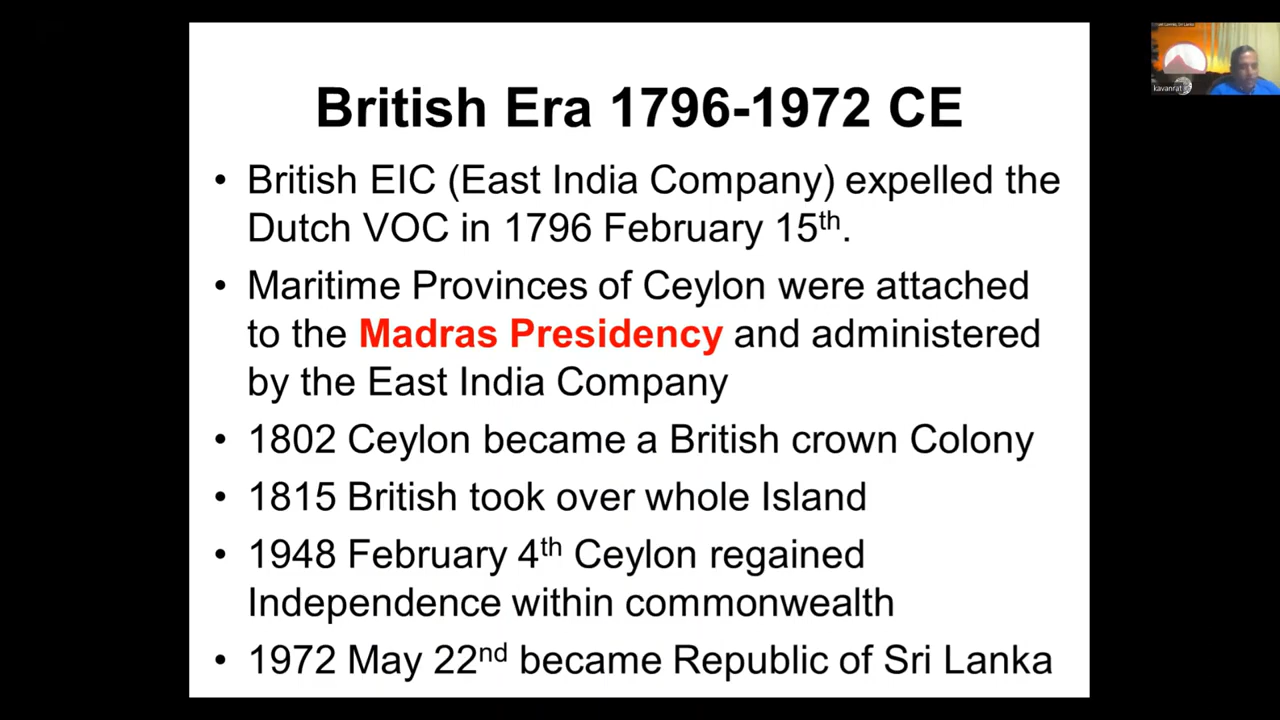 British Era 1796-1972 CE
• British EIC (East India Company) expelled the
Dutch VOC in 1796 February 15th.
• Maritime Provinces of Ceylon were attached
to the Madras Presidency and administered
by the East India Company
• 1802 Ceylon became a British crown Colony
• 1815 British took over whole Island
• 1948 February 4th Ceylon regained
Independence within commonwealth
• 1972 May 22nd became Republic of Sri Lanka